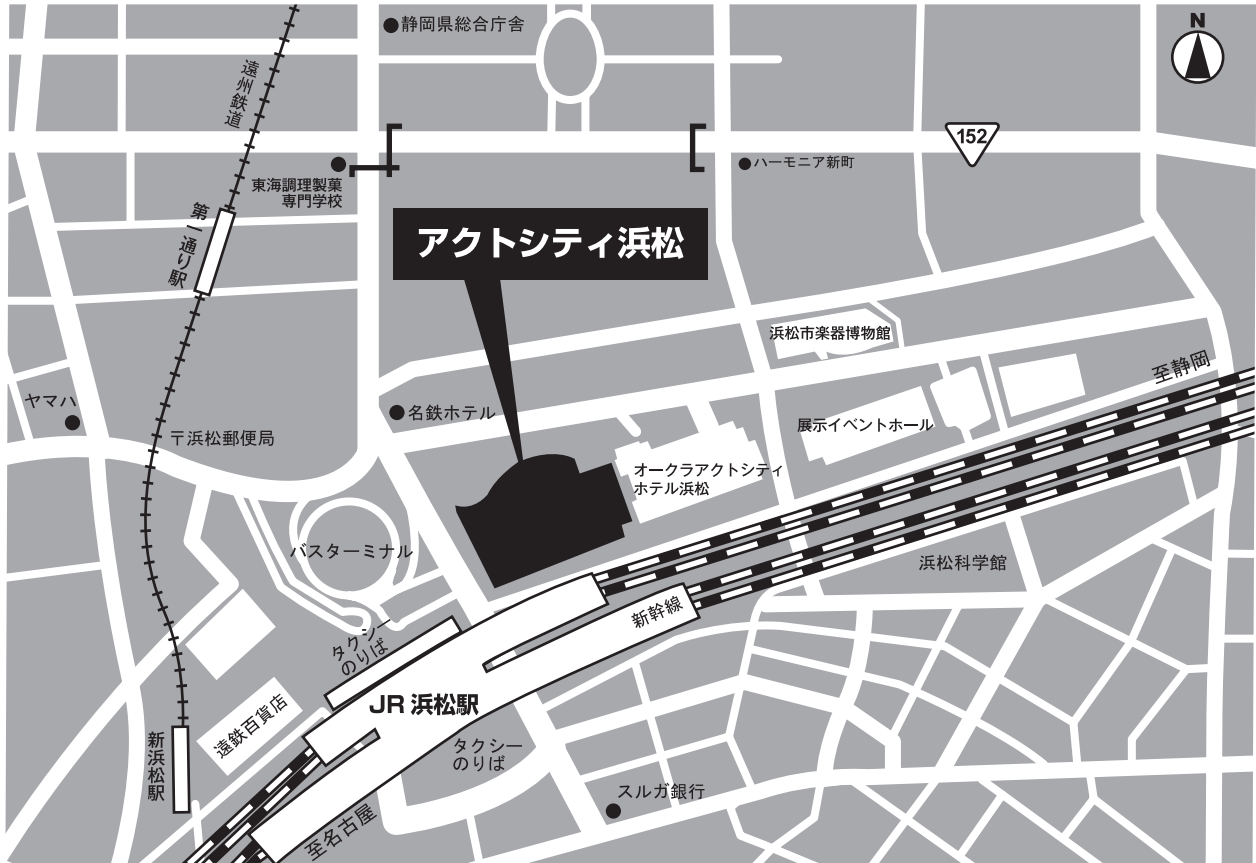 静岡県総合庁舎
N
遠州鉄道
152
ハーモニア新町
東海調理製菓
専門学校
第一通り駅
アクトシティ浜松
浜松市楽器博物館
至静岡
ヤマハ
名鉄ホテル
展示イベントホール
〒浜松郵便局
オークラアクトシティ
ホテル浜松
バスターミナル
浜松科学館
新幹線
タクシー
のりば
JR 浜松駅
遠鉄百貨店
新浜松駅
タクシー
のりば
スルガ銀行
至名古屋